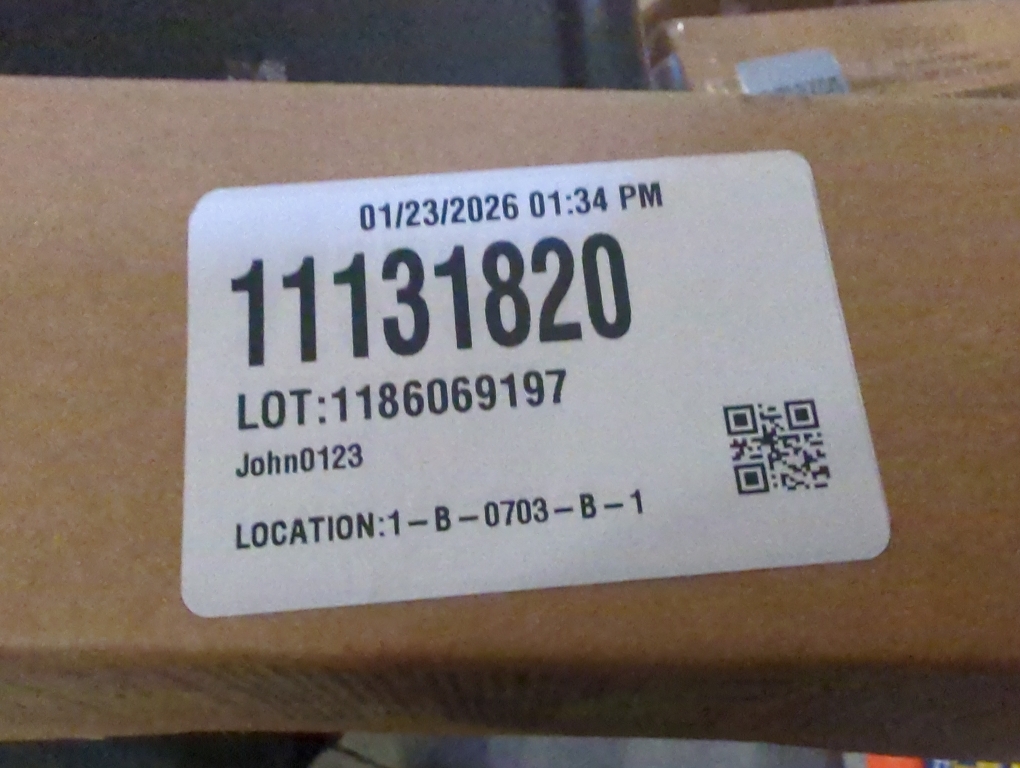 01/23/2026 01:34 PM
11131820
LOT:1186069197
John0123
LOCATION:1-B-0703-B-1